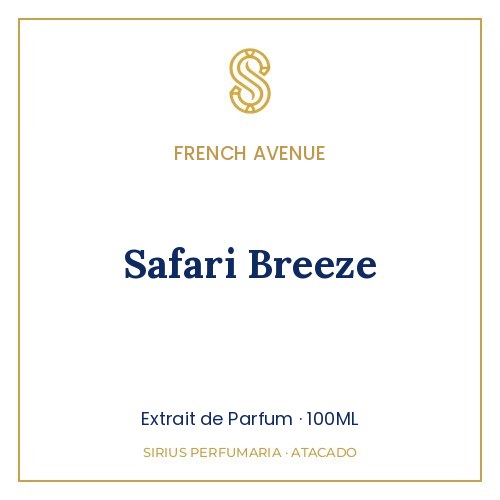 FRENCH AVENUE
Safari Breeze
Extrait de Parfum · 100ML
SIRIUS PERFUMARIA · ATACADO